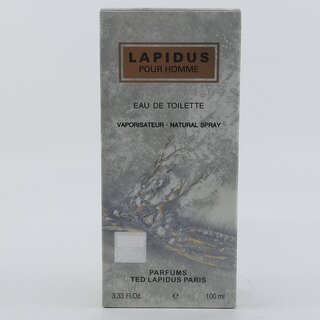 LAPIDUS
POUR HOMME
EAU DE TOILETTE
VAPORISATEUR - NATURAL SPRAY
PARFUMS
TED LAPIDUS PARIS
3.33 Fl.Oz. ℮ 100 ml